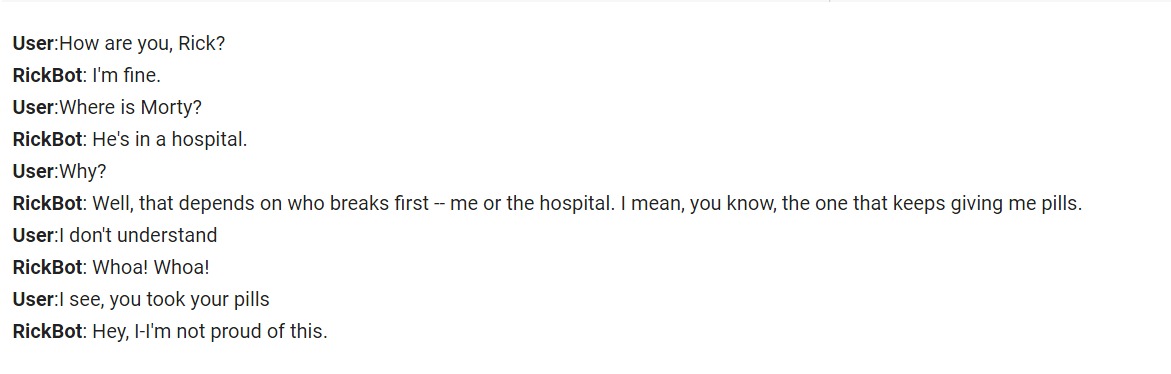 User:How are you, Rick?
RickBot: I'm fine.
User:Where is Morty?
RickBot: He's in a hospital.
User:Why?
RickBot: Well, that depends on who breaks first -- me or the hospital. I mean, you know, the one that keeps giving me pills.
User:I don't understand
RickBot: Whoa! Whoa!
User:I see, you took your pills
RickBot: Hey, I-I'm not proud of this.